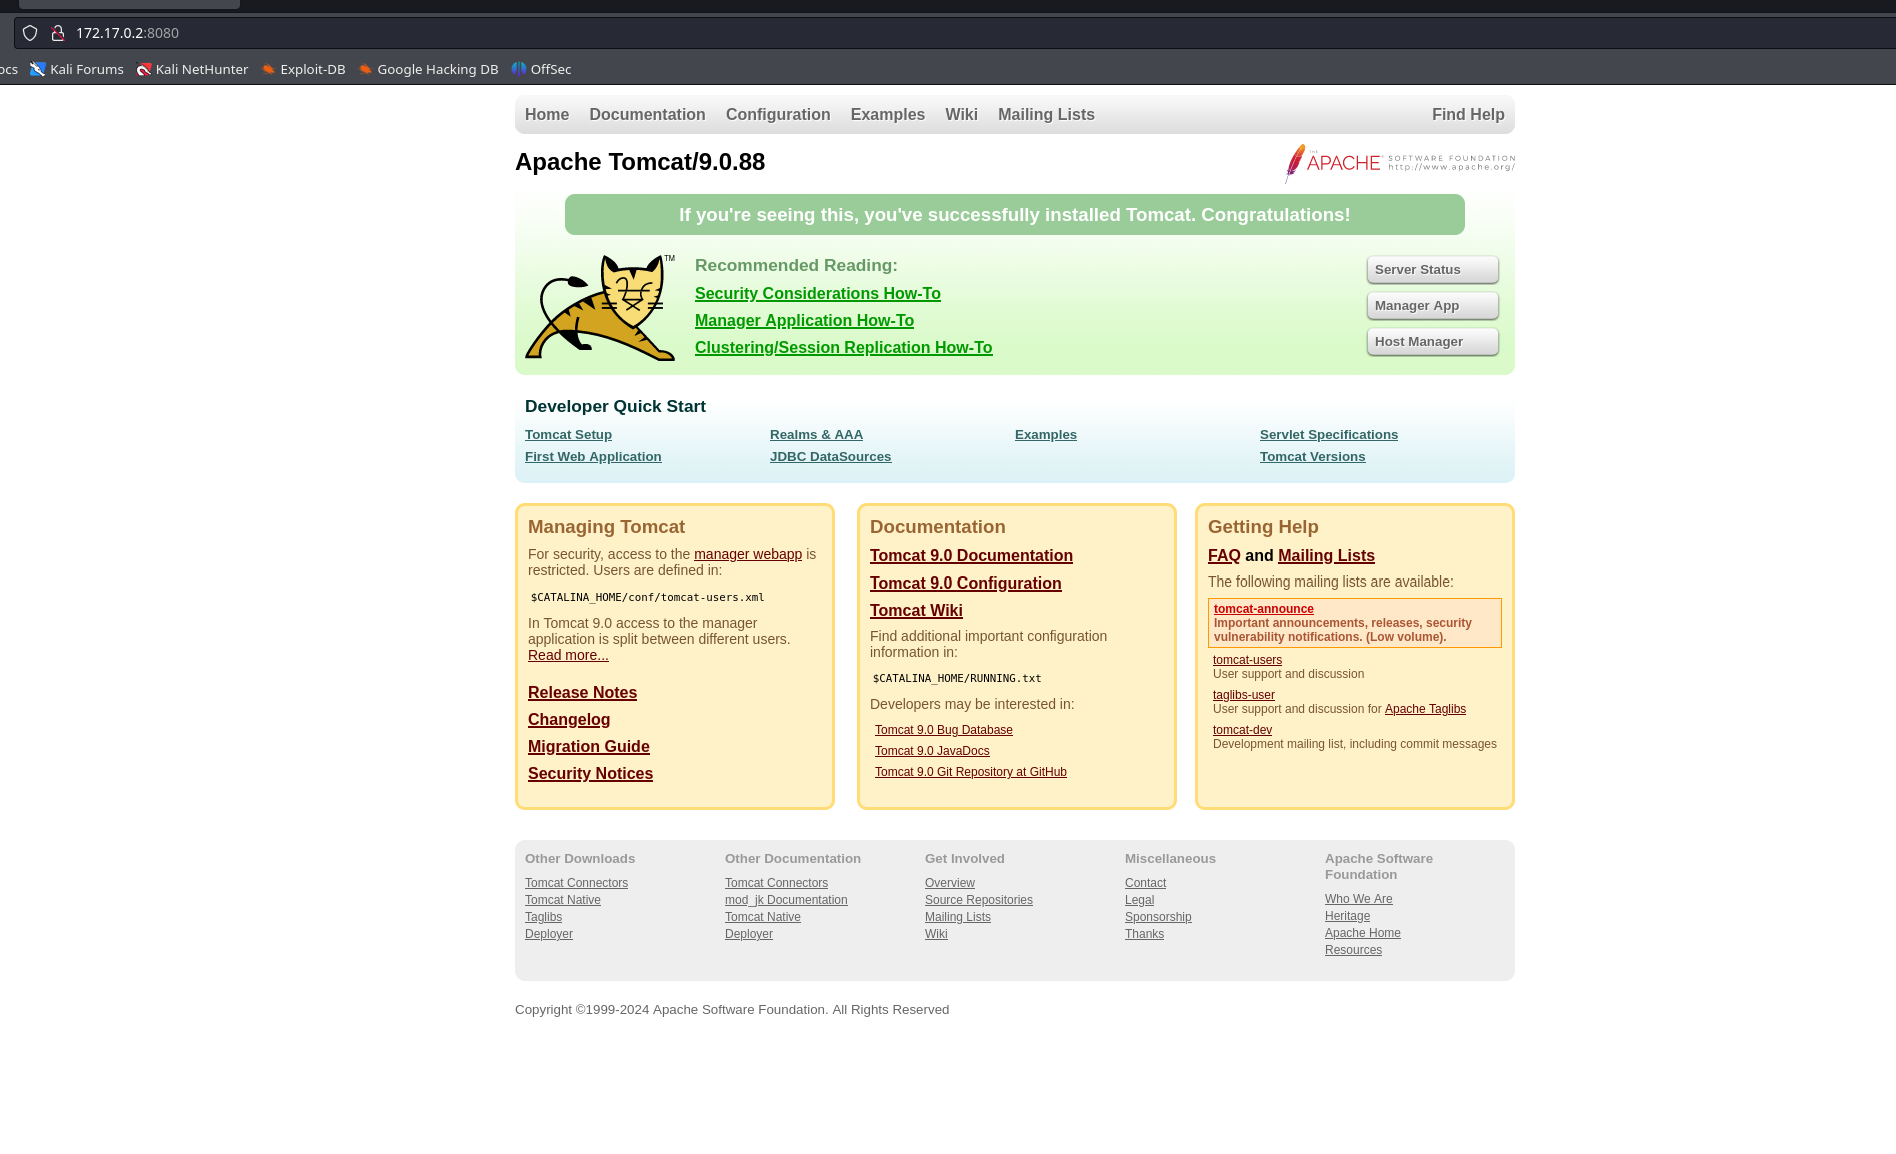 172.17.0.2:8080
ocs Kali Forums Kali NetHunter Exploit-DB Google Hacking DB OffSec
Home Documentation Configuration Examples Wiki Mailing Lists Find Help
Apache Tomcat/9.0.88
THE APACHE SOFTWARE FOUNDATION
http://www.apache.org/
If you're seeing this, you've successfully installed Tomcat. Congratulations!
TM
Recommended Reading:
Security Considerations How-To
Manager Application How-To
Clustering/Session Replication How-To
Server Status
Manager App
Host Manager
Developer Quick Start
Tomcat Setup
First Web Application
Realms & AAA
JDBC DataSources
Examples
Servlet Specifications
Tomcat Versions
Managing Tomcat
For security, access to the manager webapp is
restricted. Users are defined in:
$CATALINA_HOME/conf/tomcat-users.xml
In Tomcat 9.0 access to the manager
application is split between different users.
Read more...
Release Notes
Changelog
Migration Guide
Security Notices
Documentation
Tomcat 9.0 Documentation
Tomcat 9.0 Configuration
Tomcat Wiki
Find additional important configuration
information in:
$CATALINA_HOME/RUNNING.txt
Developers may be interested in:
Tomcat 9.0 Bug Database
Tomcat 9.0 JavaDocs
Tomcat 9.0 Git Repository at GitHub
Getting Help
FAQ and Mailing Lists
The following mailing lists are available:
tomcat-announce
Important announcements, releases, security
vulnerability notifications. (Low volume).
tomcat-users
User support and discussion
taglibs-user
User support and discussion for Apache Taglibs
tomcat-dev
Development mailing list, including commit messages
Other Downloads
Tomcat Connectors
Tomcat Native
Taglibs
Deployer
Other Documentation
Tomcat Connectors
mod_jk Documentation
Tomcat Native
Deployer
Get Involved
Overview
Source Repositories
Mailing Lists
Wiki
Miscellaneous
Contact
Legal
Sponsorship
Thanks
Apache Software
Foundation
Who We Are
Heritage
Apache Home
Resources
Copyright ©1999-2024 Apache Software Foundation. All Rights Reserved